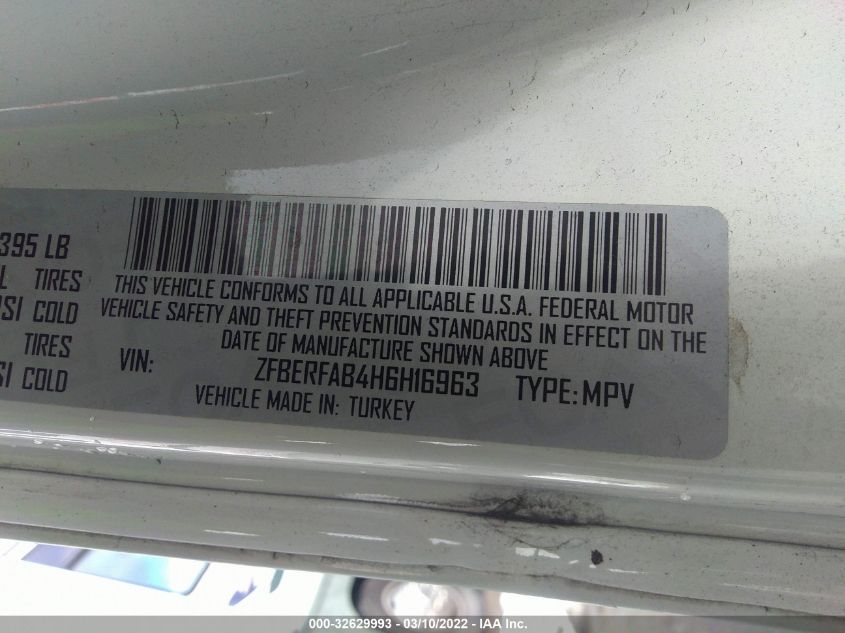 395 LB
TIRES
COLD
TIRES
COLD
THIS VEHICLE CONFORMS TO ALL APPLICABLE U.S.A. FEDERAL MOTOR
VEHICLE SAFETY AND THEFT PREVENTION STANDARDS IN EFFECT ON THE
DATE OF MANUFACTURE SHOWN ABOVE
VIN: ZFBERFAB4H6H16963 TYPE: MPV
VEHICLE MADE IN: TURKEY
000-32629993 — 03/10/2022 — IAA Inc.